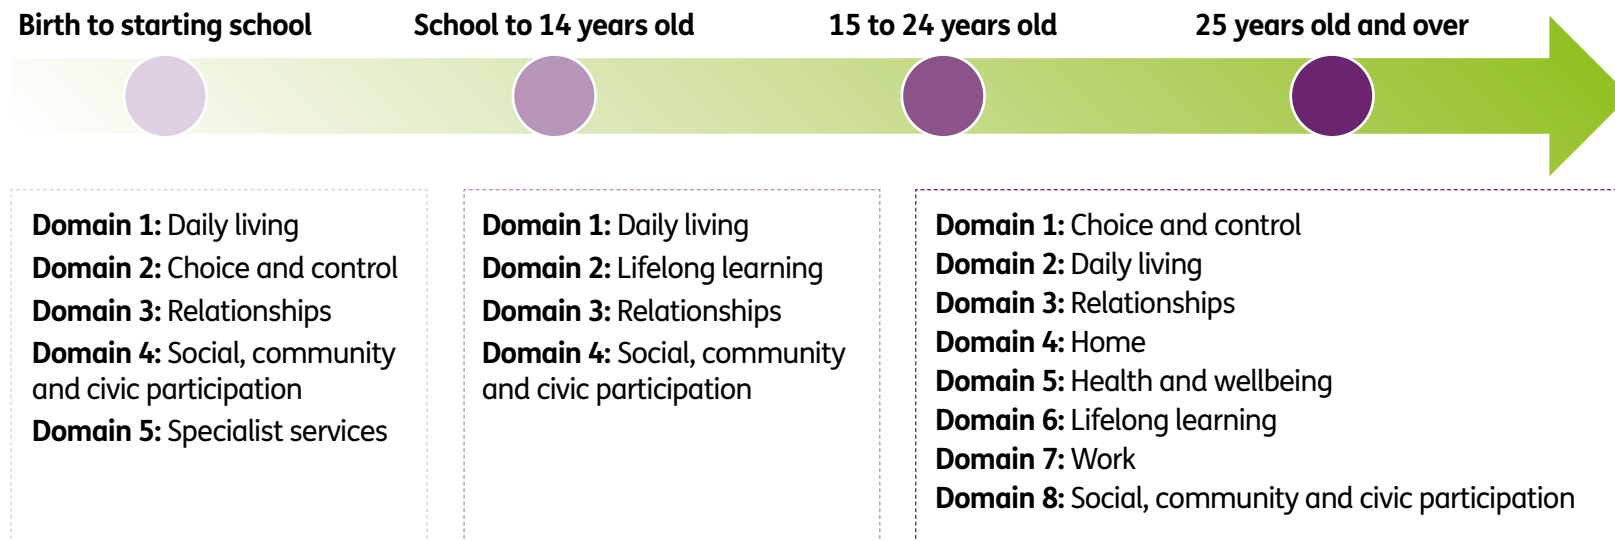 Birth to starting school
School to 14 years old
15 to 24 years old
25 years old and over
Domain 1: Daily living
Domain 2: Choice and control
Domain 3: Relationships
Domain 4: Social, community
and civic participation
Domain 5: Specialist services
Domain 1: Daily living
Domain 2: Lifelong learning
Domain 3: Relationships
Domain 4: Social, community
and civic participation
Domain 1: Choice and control
Domain 2: Daily living
Domain 3: Relationships
Domain 4: Home
Domain 5: Health and wellbeing
Domain 6: Lifelong learning
Domain 7: Work
Domain 8: Social, community and civic participation